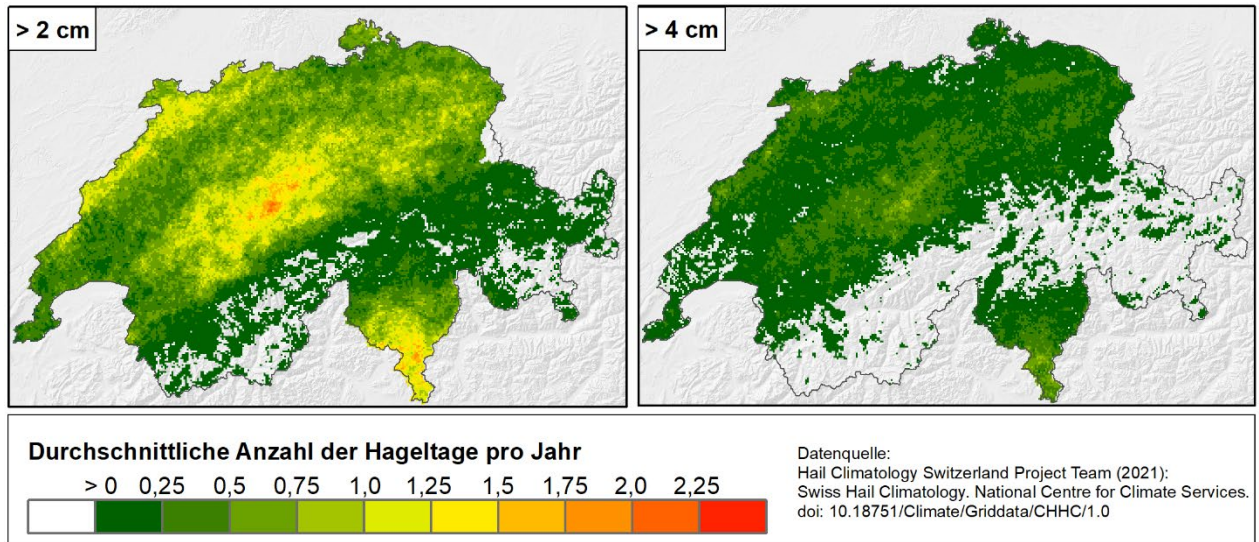 > 2 cm
> 4 cm
Durchschnittliche Anzahl der Hageltage pro Jahr
> 0 0,25 0,5 0,75 1,0 1,25 1,5 1,75 2,0 2,25
Datenquelle:
Hail Climatology Switzerland Project Team (2021):
Swiss Hail Climatology. National Centre for Climate Services.
doi: 10.18751/Climate/Griddata/CHHC/1.0